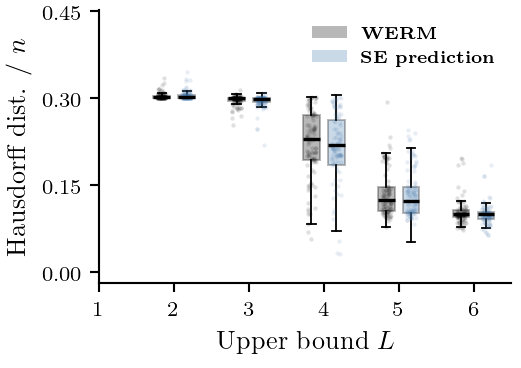 0.45
WERM
SE prediction
0.30
0.15
0.00
Hausdorff dist. / n
1 2 3 4 5 6
Upper bound L